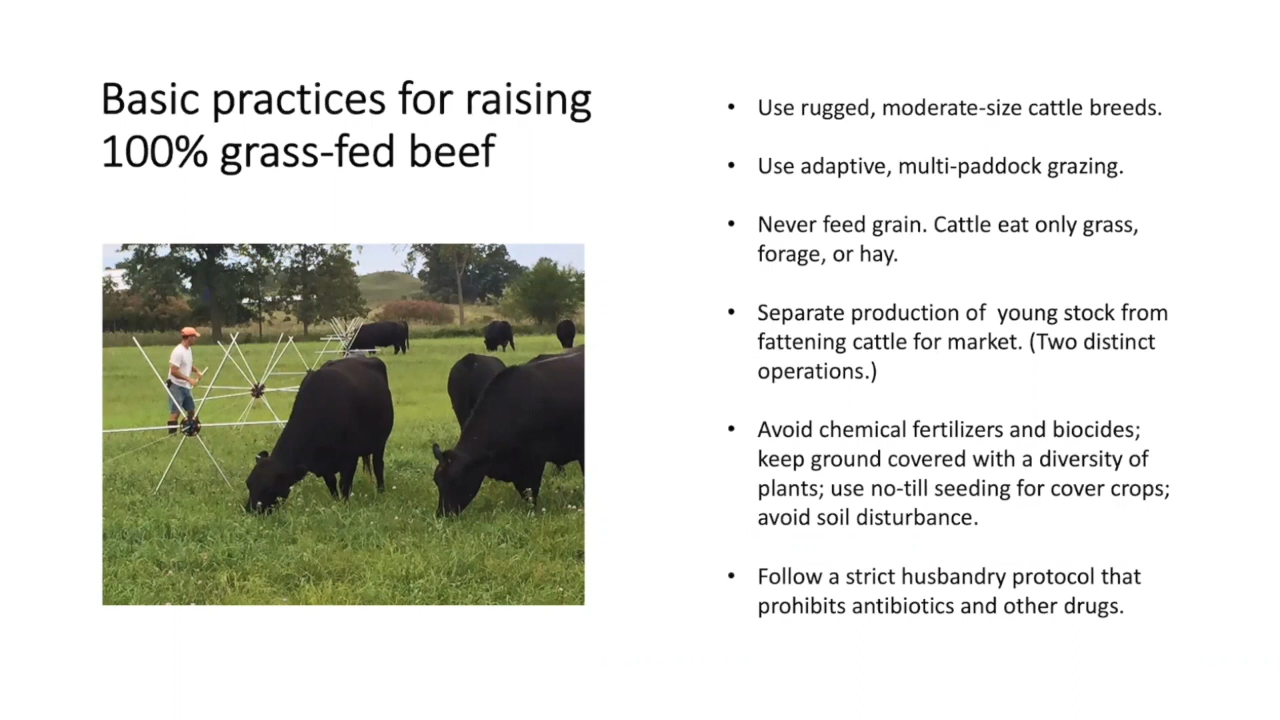 Basic practices for raising
100% grass-fed beef
• Use rugged, moderate-size cattle breeds.
• Use adaptive, multi-paddock grazing.
• Never feed grain. Cattle eat only grass,
forage, or hay.
• Separate production of  young stock from
fattening cattle for market. (Two distinct
operations.)
• Avoid chemical fertilizers and biocides;
keep ground covered with a diversity of
plants; use no-till seeding for cover crops;
avoid soil disturbance.
• Follow a strict husbandry protocol that
prohibits antibiotics and other drugs.